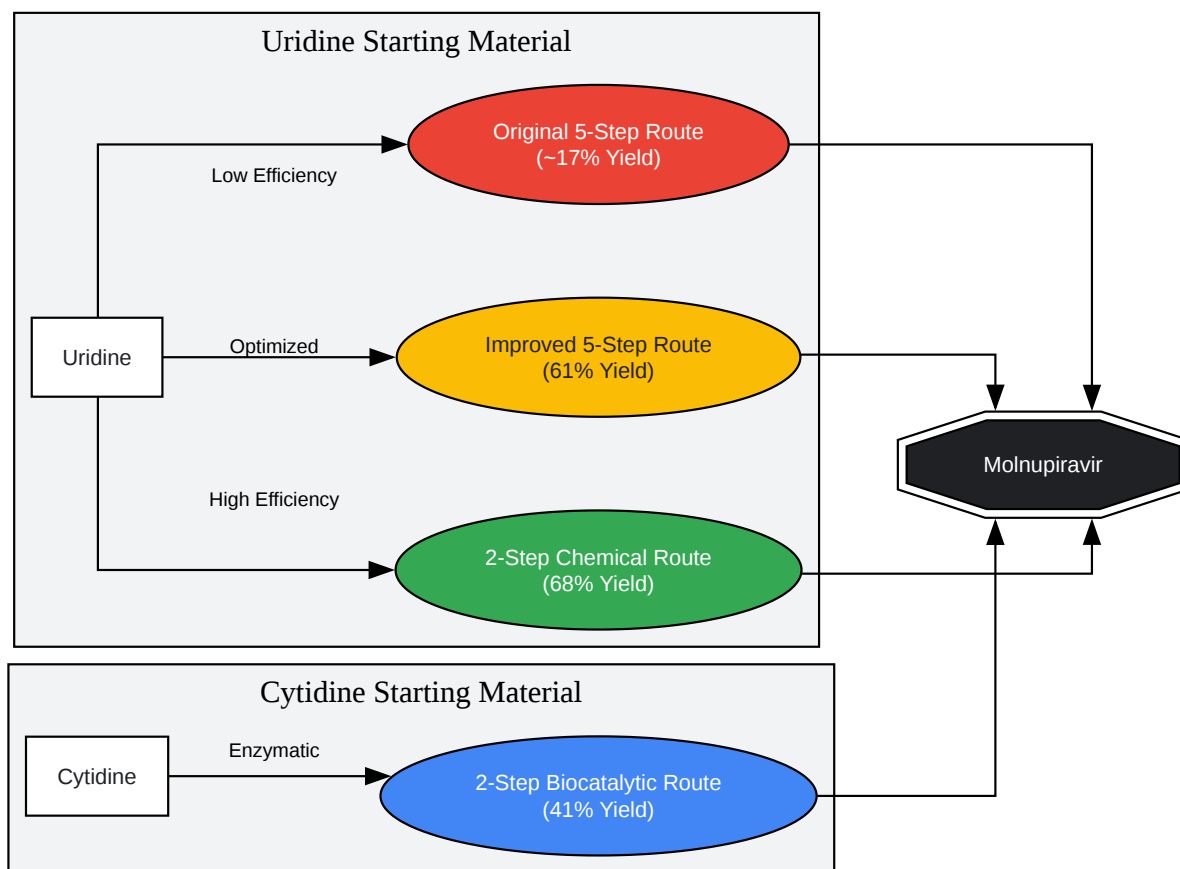 Uridine Starting Material
Original 5-Step Route
(~17% Yield)
Low Efficiency
Uridine
Optimized
Improved 5-Step Route
(61% Yield)
Molnupiravir
High Efficiency
2-Step Chemical Route
(68% Yield)
Cytidine Starting Material
Cytidine
Enzymatic
2-Step Biocatalytic Route
(41% Yield)